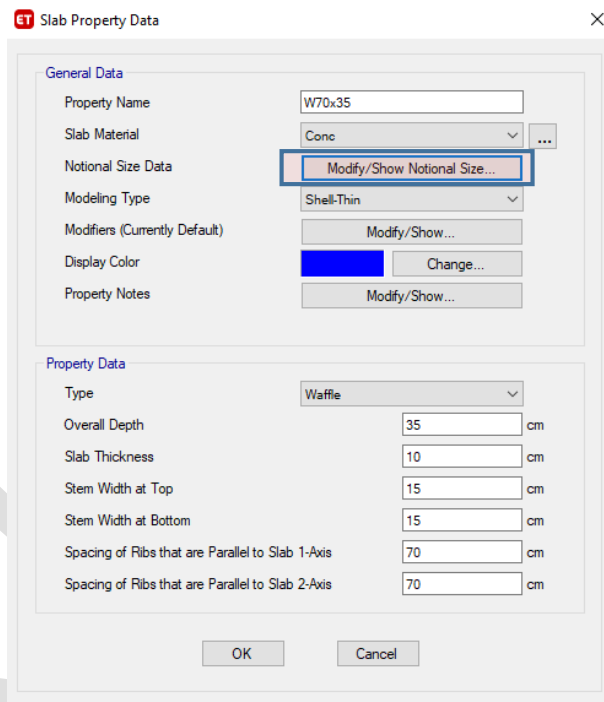 ET Slab Property Data
General Data
Property Name W70x35
Slab Material Conc ...
Notional Size Data Modify/Show Notional Size...
Modeling Type Shell-Thin
Modifiers (Currently Default) Modify/Show...
Display Color Change...
Property Notes Modify/Show...
Property Data
Type Waffle
Overall Depth 35 cm
Slab Thickness 10 cm
Stem Width at Top 15 cm
Stem Width at Bottom 15 cm
Spacing of Ribs that are Parallel to Slab 1-Axis 70 cm
Spacing of Ribs that are Parallel to Slab 2-Axis 70 cm
OK Cancel